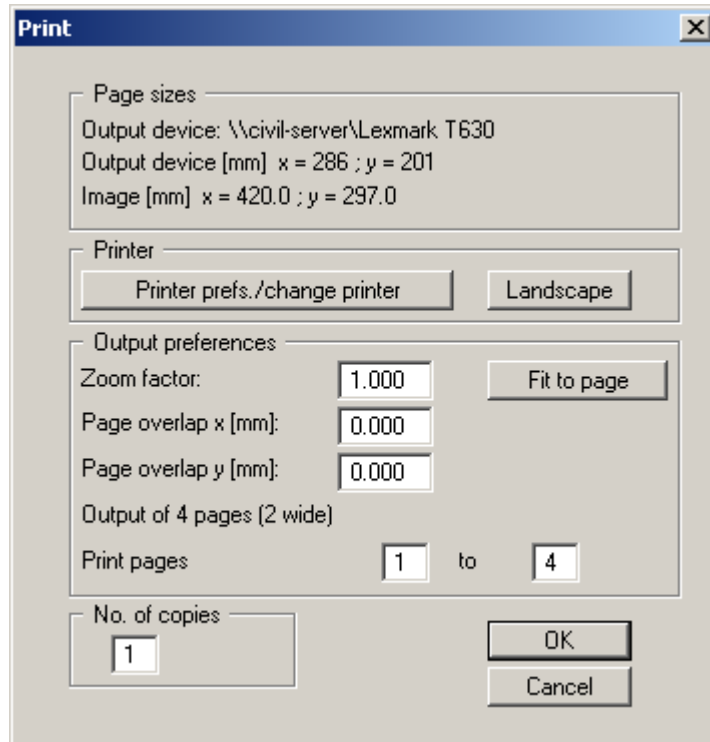 Print
Page sizes
Output device: \\civil-server\Lexmark T630
Output device [mm] x = 286 ; y = 201
Image [mm] x = 420.0 ; y = 297.0
Printer
Printer prefs./change printer Landscape
Output preferences
Zoom factor: 1.000 Fit to page
Page overlap x [mm]: 0.000
Page overlap y [mm]: 0.000
Output of 4 pages (2 wide)
Print pages 1 to 4
No. of copies
1
OK
Cancel